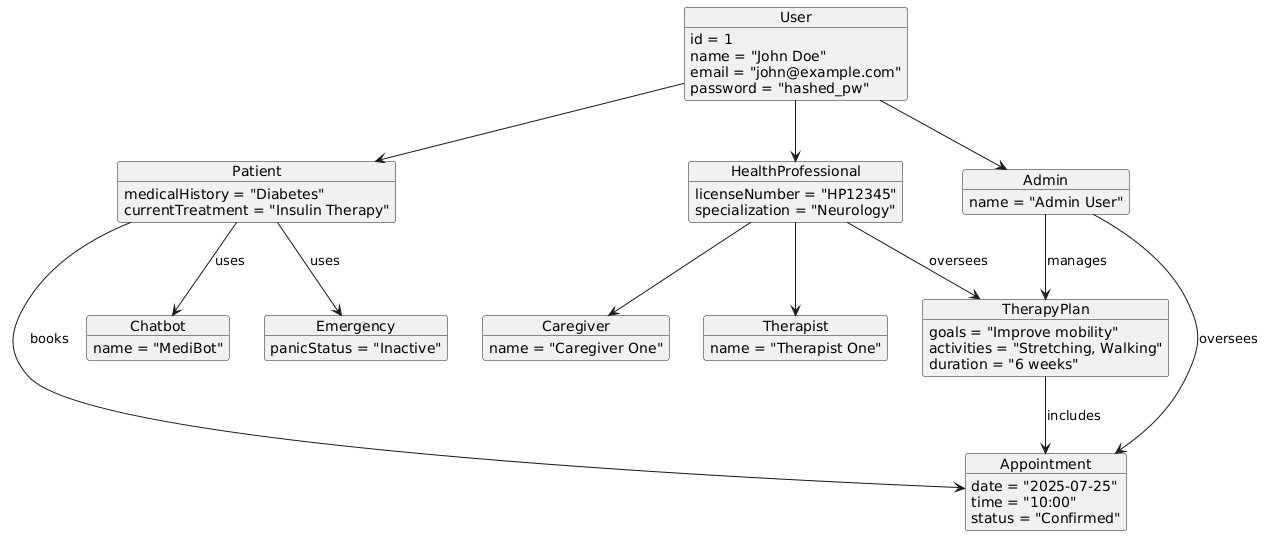 User
id = 1
name = "John Doe"
email = "john@example.com"
password = "hashed_pw"
Patient
medicalHistory = "Diabetes"
currentTreatment = "Insulin Therapy"
HealthProfessional
licenseNumber = "HP12345"
specialization = "Neurology"
Admin
name = "Admin User"
uses
uses
oversees
manages
books
oversees
Chatbot
name = "MediBot"
Emergency
panicStatus = "Inactive"
Caregiver
name = "Caregiver One"
Therapist
name = "Therapist One"
TherapyPlan
goals = "Improve mobility"
activities = "Stretching, Walking"
duration = "6 weeks"
includes
Appointment
date = "2025-07-25"
time = "10:00"
status = "Confirmed"